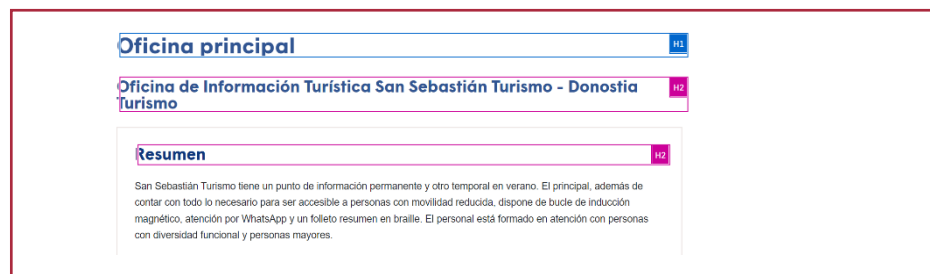 Oficina principal
H1
Oficina de Información Turística San Sebastián Turismo - Donostia
Turismo
H2
Resumen
H2
San Sebastián Turismo tiene un punto de información permanente y otro temporal en verano. El principal, además de
contar con todo lo necesario para ser accesible a personas con movilidad reducida, dispone de bucle de inducción
magnético, atención por WhatsApp y un folleto resumen en braille. El personal está formado en atención con personas
con diversidad funcional y personas mayores.